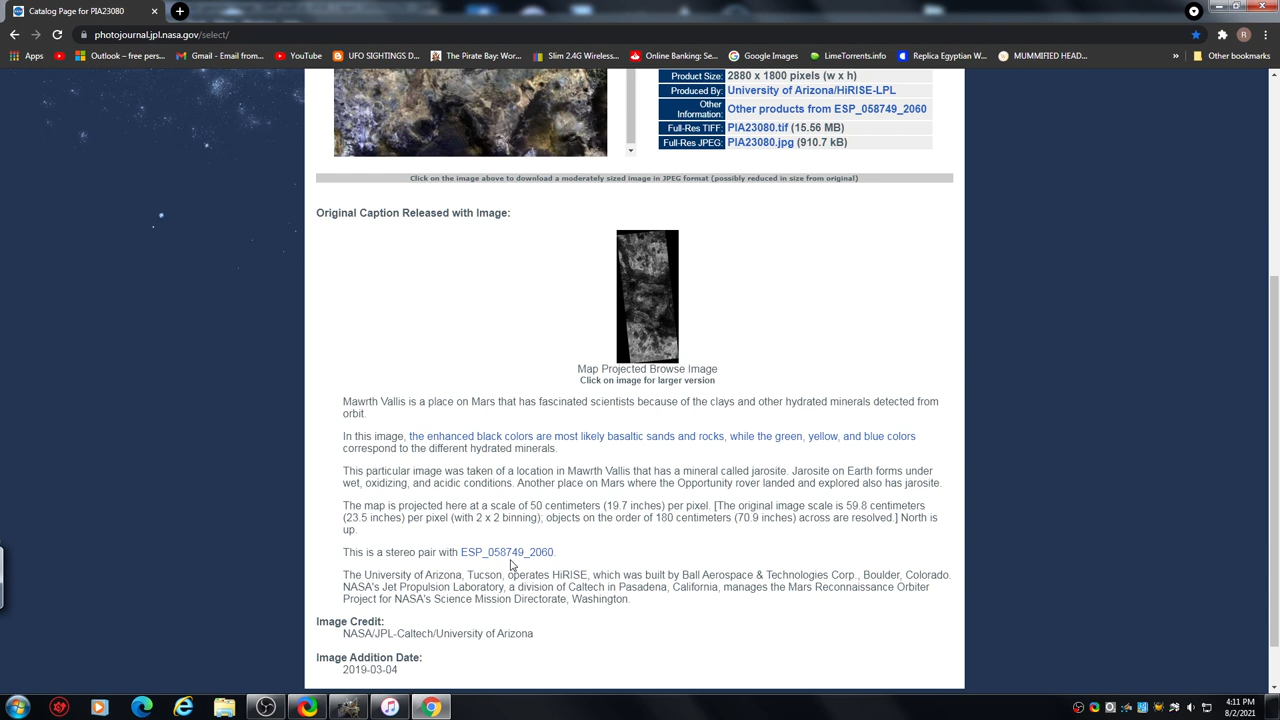 Catalog Page for PIA23080
photojournal.jpl.nasa.gov/select/
Apps
Outlook – free pers...
Gmail - Email from...
YouTube
UFO SIGHTINGS D...
The Pirate Bay: Wor...
Slim 2.4G Wireless...
Online Banking: Sa...
Google Images
LimeTorrents.info
Replica Egyptian W...
MUMMIFIED HEAD...
»
Other bookmarks
R
Product Size: 2880 x 1800 pixels (w x h)
Produced By: University of Arizona/HiRISE-LPL
Other
Information: Other products from ESP_058749_2060
Full-Res TIFF: PIA23080.tif (15.56 MB)
Full-Res JPEG: PIA23080.jpg (910.7 kB)
Click on the image above to download a moderately sized image in JPEG format (possibly reduced in size from original)
Original Caption Released with Image:
Map Projected Browse Image
Click on image for larger version
Mawrth Vallis is a place on Mars that has fascinated scientists because of the clays and other hydrated minerals detected from
orbit.
In this image, the enhanced black colors are most likely basaltic sands and rocks, while the green, yellow, and blue colors
correspond to the different hydrated minerals.
This particular image was taken of a location in Mawrth Vallis that has a mineral called jarosite. Jarosite on Earth forms under
wet, oxidizing, and acidic conditions. Another place on Mars where the Opportunity rover landed and explored also has jarosite.
The map is projected here at a scale of 50 centimeters (19.7 inches) per pixel. [The original image scale is 59.8 centimeters
(23.5 inches) per pixel (with 2 x 2 binning); objects on the order of 180 centimeters (70.9 inches) across are resolved.] North is
up.
This is a stereo pair with ESP_058749_2060.
The University of Arizona, Tucson, operates HiRISE, which was built by Ball Aerospace & Technologies Corp., Boulder, Colorado.
NASA's Jet Propulsion Laboratory, a division of Caltech in Pasadena, California, manages the Mars Reconnaissance Orbiter
Project for NASA's Science Mission Directorate, Washington.
Image Credit:
NASA/JPL-Caltech/University of Arizona
Image Addition Date:
2019-03-04
4:11 PM
8/2/2021